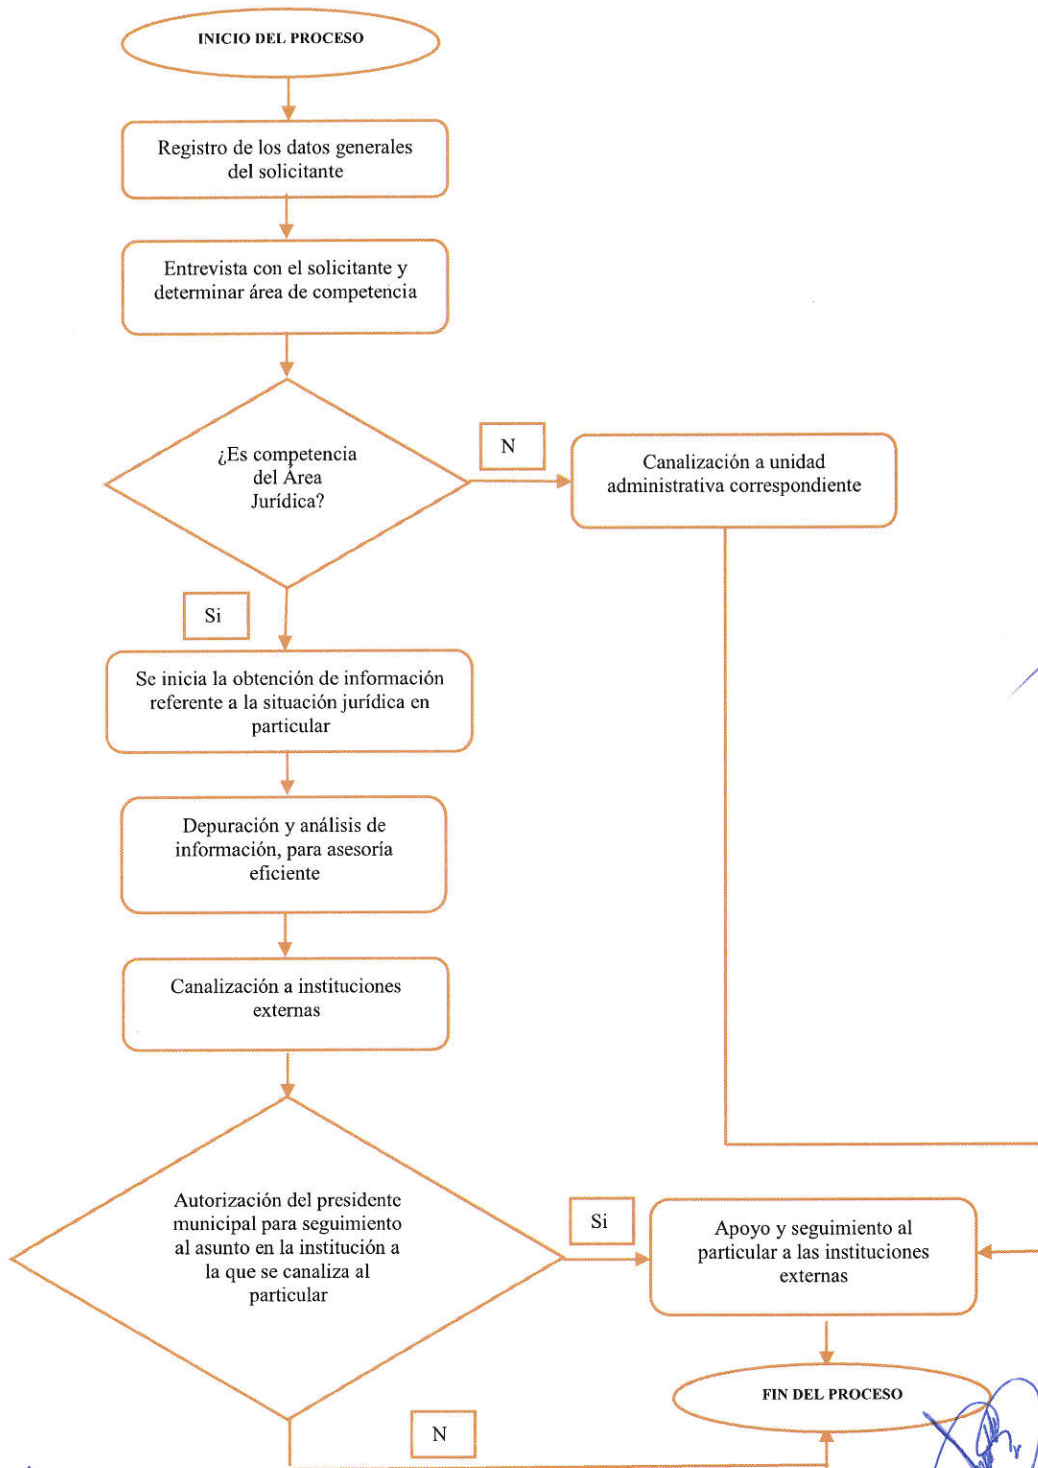 INICIO DEL PROCESO
Registro de los datos generales
del solicitante
Entrevista con el solicitante y
determinar área de competencia
¿Es competencia
del Área
Jurídica?
N
Canalización a unidad
administrativa correspondiente
Si
Se inicia la obtención de información
referente a la situación jurídica en
particular
Depuración y análisis de
información, para asesoría
eficiente
Canalización a instituciones
externas
Autorización del presidente
municipal para seguimiento
al asunto en la institución a
la que se canaliza al
particular
Si
Apoyo y seguimiento al
particular a las instituciones
externas
FIN DEL PROCESO
N